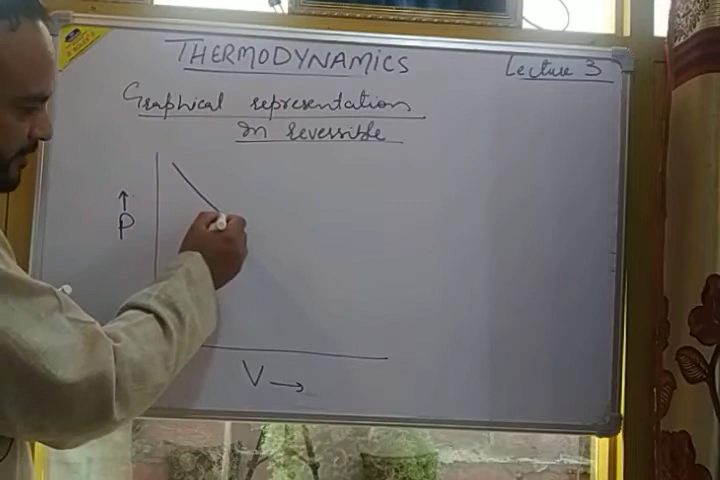 THERMODYNAMICS
Lecture 3
Graphical representation
in reversible
↑
P
V →